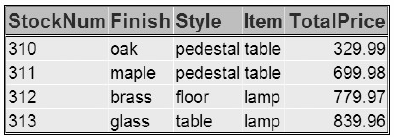 StockNum Finish Style Item TotalPrice
310 oak pedestal table 329.99
311 maple pedestal table 699.98
312 brass floor lamp 779.97
313 glass table lamp 839.96